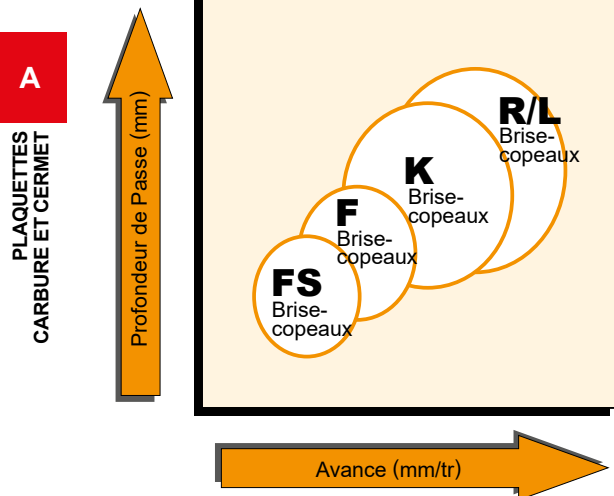 A
PLAQUETTES
CARBURE ET CERMET
Profondeur de Passe (mm)
R/L
Brise-
copeaux
K
Brise-
copeaux
F
Brise-
copeaux
FS
Brise-
copeaux
Avance (mm/tr)